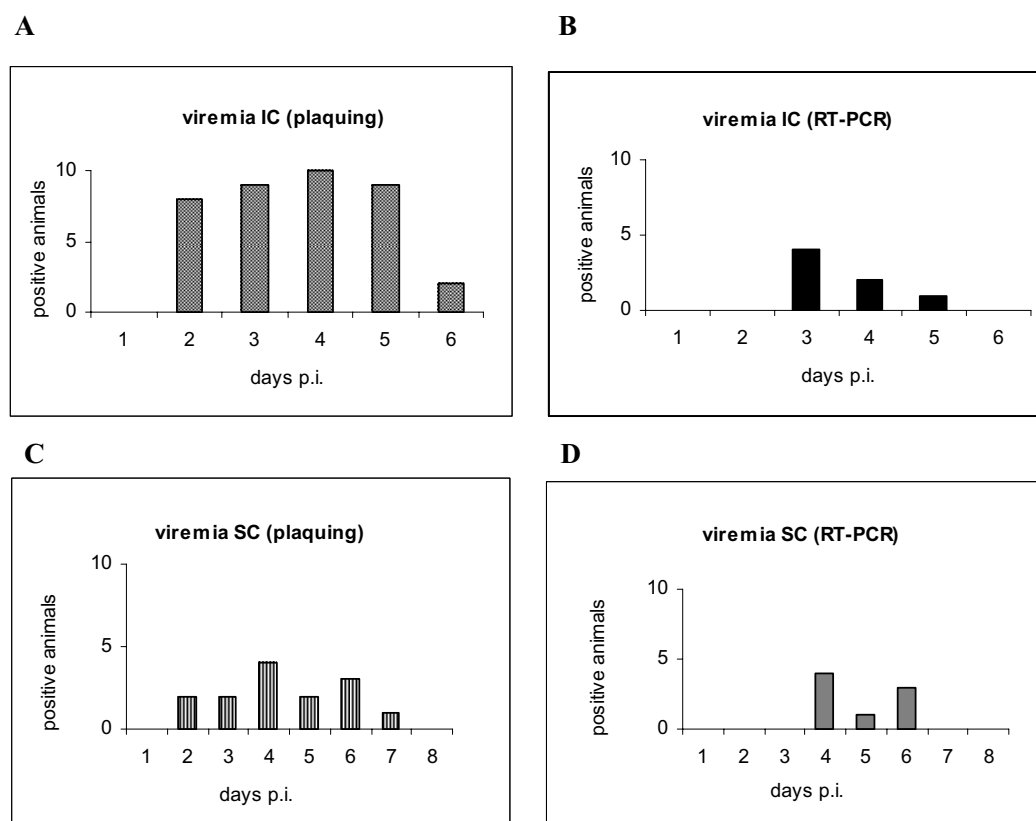 A
viremia IC (plaquing)
positive animals
10
5
0
1 2 3 4 5 6
days p.i.
B
viremia IC (RT-PCR)
positive animals
10
5
0
1 2 3 4 5 6
days p.i.
C
viremia SC (plaquing)
positive animals
10
5
0
1 2 3 4 5 6 7 8
days p.i.
D
viremia SC (RT-PCR)
positive animals
10
5
0
1 2 3 4 5 6 7 8
days p.i.